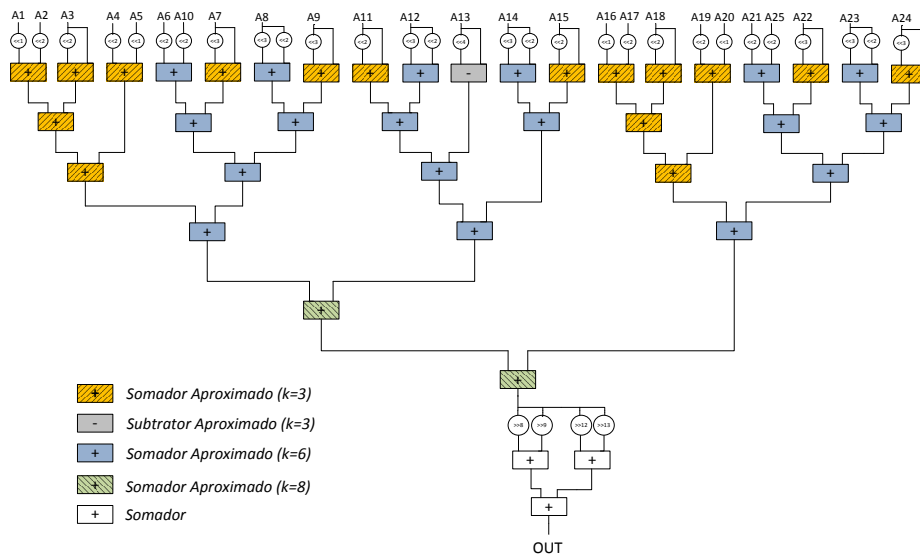 A1 A2 A3 A4 A5 A6 A10 A7 A8 A9 A11 A12 A13 A14 A15 A16 A17 A18 A19 A20 A21 A25 A22 A23 A24
<<1 <<2 <<2 <<2 <<1 <<2 <<2 <<3 <<3 <<2 <<3 <<2 <<3 <<2 <<4 <<3 <<2 <<2 <<1 <<2 <<2 <<2 <<1 <<2 <<2 <<3 <<3 <<2 <<3
+ + + + + + + + + - + + + + + + + + +
+ + + + + + + +
+ + + + +
+ + +
+
+
>>8 >>9 >>12 >>13
+ +
+
OUT
+ Somador Aproximado (k=3)
- Subtrator Aproximado (k=3)
+ Somador Aproximado (k=6)
+ Somador Aproximado (k=8)
+ Somador